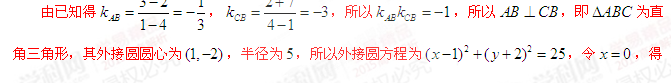 由已知得 k_{AB} = \frac{3-2}{1-4} = -\frac{1}{3}，k_{CB} = \frac{2+7}{4-1} = -3，所以 k_{AB}k_{CB} = -1，所以 AB ⊥ CB，即 ΔABC 为直
角三角形，其外接圆圆心为 (1,-2)，半径为 5，所以外接圆方程为 (x-1)^2 + (y+2)^2 = 25，令 x = 0，得